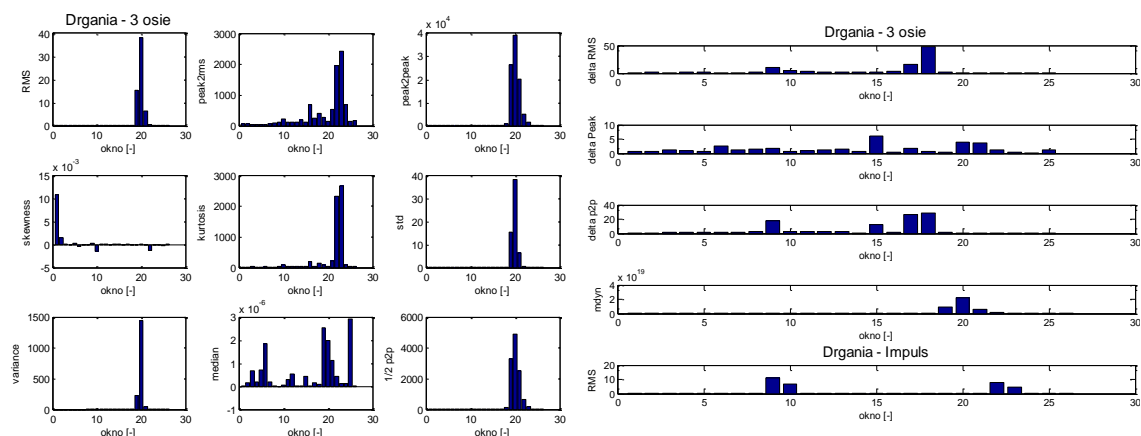 Drgania - 3 osie
RMS
40
30
20
10
0
0 10 20 30
okno [-]
peak2rms
3000
2000
1000
0
0 10 20 30
okno [-]
x 10^4
peak2peak
4
3
2
1
0
0 10 20 30
okno [-]
x 10^-3
skewness
15
10
5
0
-5
0 10 20 30
okno [-]
kurtosis
3000
2000
1000
0
0 10 20 30
okno [-]
std
40
30
20
10
0
0 10 20 30
okno [-]
variance
1500
1000
500
0
0 10 20 30
okno [-]
x 10^-6
median
3
2
1
0
-1
0 10 20 30
okno [-]
1/2 p2p
6000
4000
2000
0
0 10 20 30
okno [-]
Drgania - 3 osie
delta RMS
50
0
0 5 10 15 20 25 30
delta Peak
10
5
0
0 5 10 15 20 25 30
delta p2p
40
20
0
0 5 10 15 20 25 30
x 10^19
mdyn
4
2
0
0 5 10 15 20 25 30
Drgania - Impuls
RMS
20
10
0
0 5 10 15 20 25 30
okno [-]